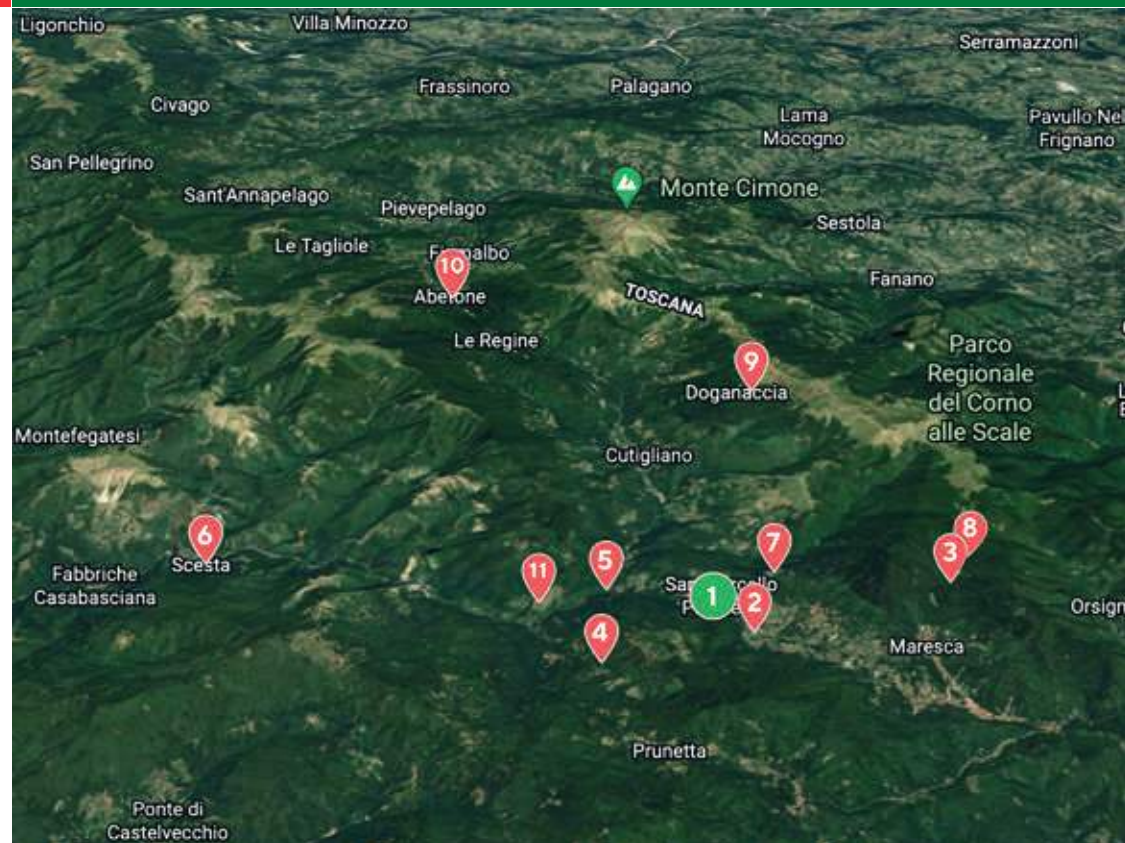 Ligonchio
Villa Minozzo
Serramazzoni
Civago
Frassinoro
Palagano
Lama
Mocogno
Pavullo Nel
Frignano
San Pellegrino
Sant'Annapelago
Pievepelago
Monte Cimone
Sestola
Le Tagliole
10
Abetone
Fanano
TOSCANA
Le Regine
9
Doganaccia
Parco
Regionale
del Corno
alle Scale
Montefegatesi
Cutigliano
6
Scesta
Fabbriche
Casabasciana
11
5
7
8
3
1
2
4
Orsign
Maresca
Prunetta
Ponte di
Castelvecchio